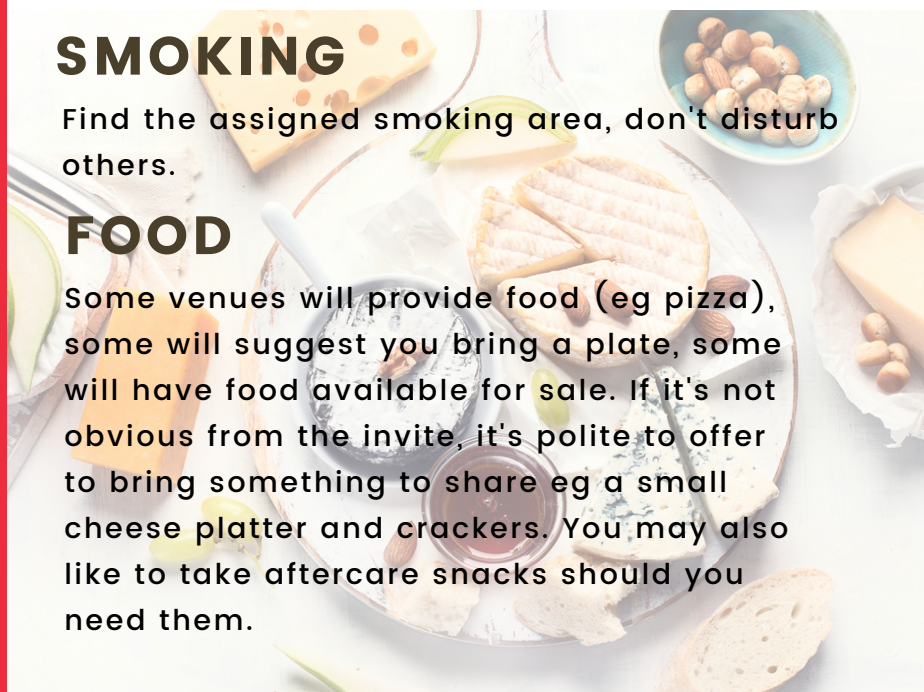 SMOKING
Find the assigned smoking area, don't disturb
others.
FOOD
Some venues will provide food (eg pizza),
some will suggest you bring a plate, some
will have food available for sale. If it's not
obvious from the invite, it's polite to offer
to bring something to share eg a small
cheese platter and crackers. You may also
like to take aftercare snacks should you
need them.